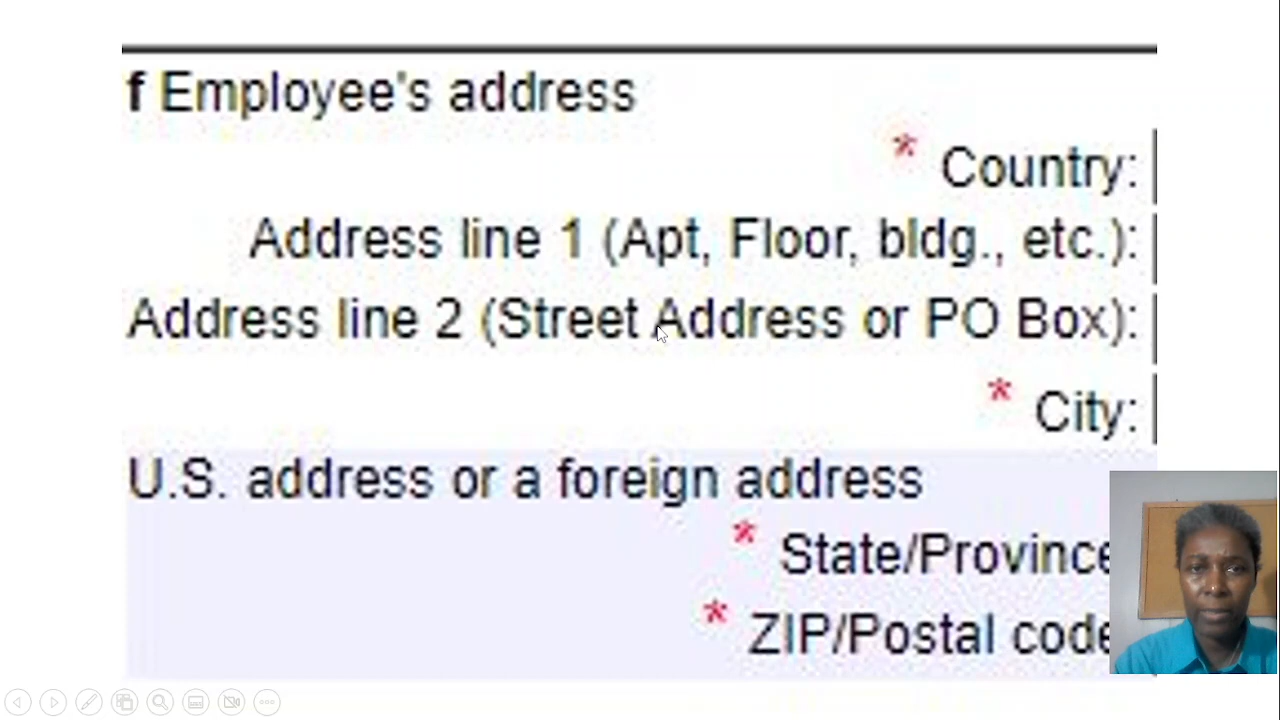 f Employee's address
* Country:
Address line 1 (Apt, Floor, bldg., etc.):
Address line 2 (Street Address or PO Box):
* City:
U.S. address or a foreign address
* State/Province
* ZIP/Postal code